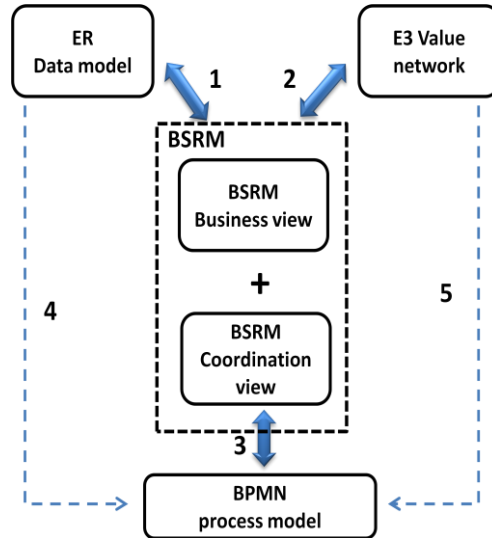 ER
Data model
1
2
E3 Value
network
BSRM
BSRM
Business view
+
4
5
BSRM
Coordination
view
3
BPMN
process model